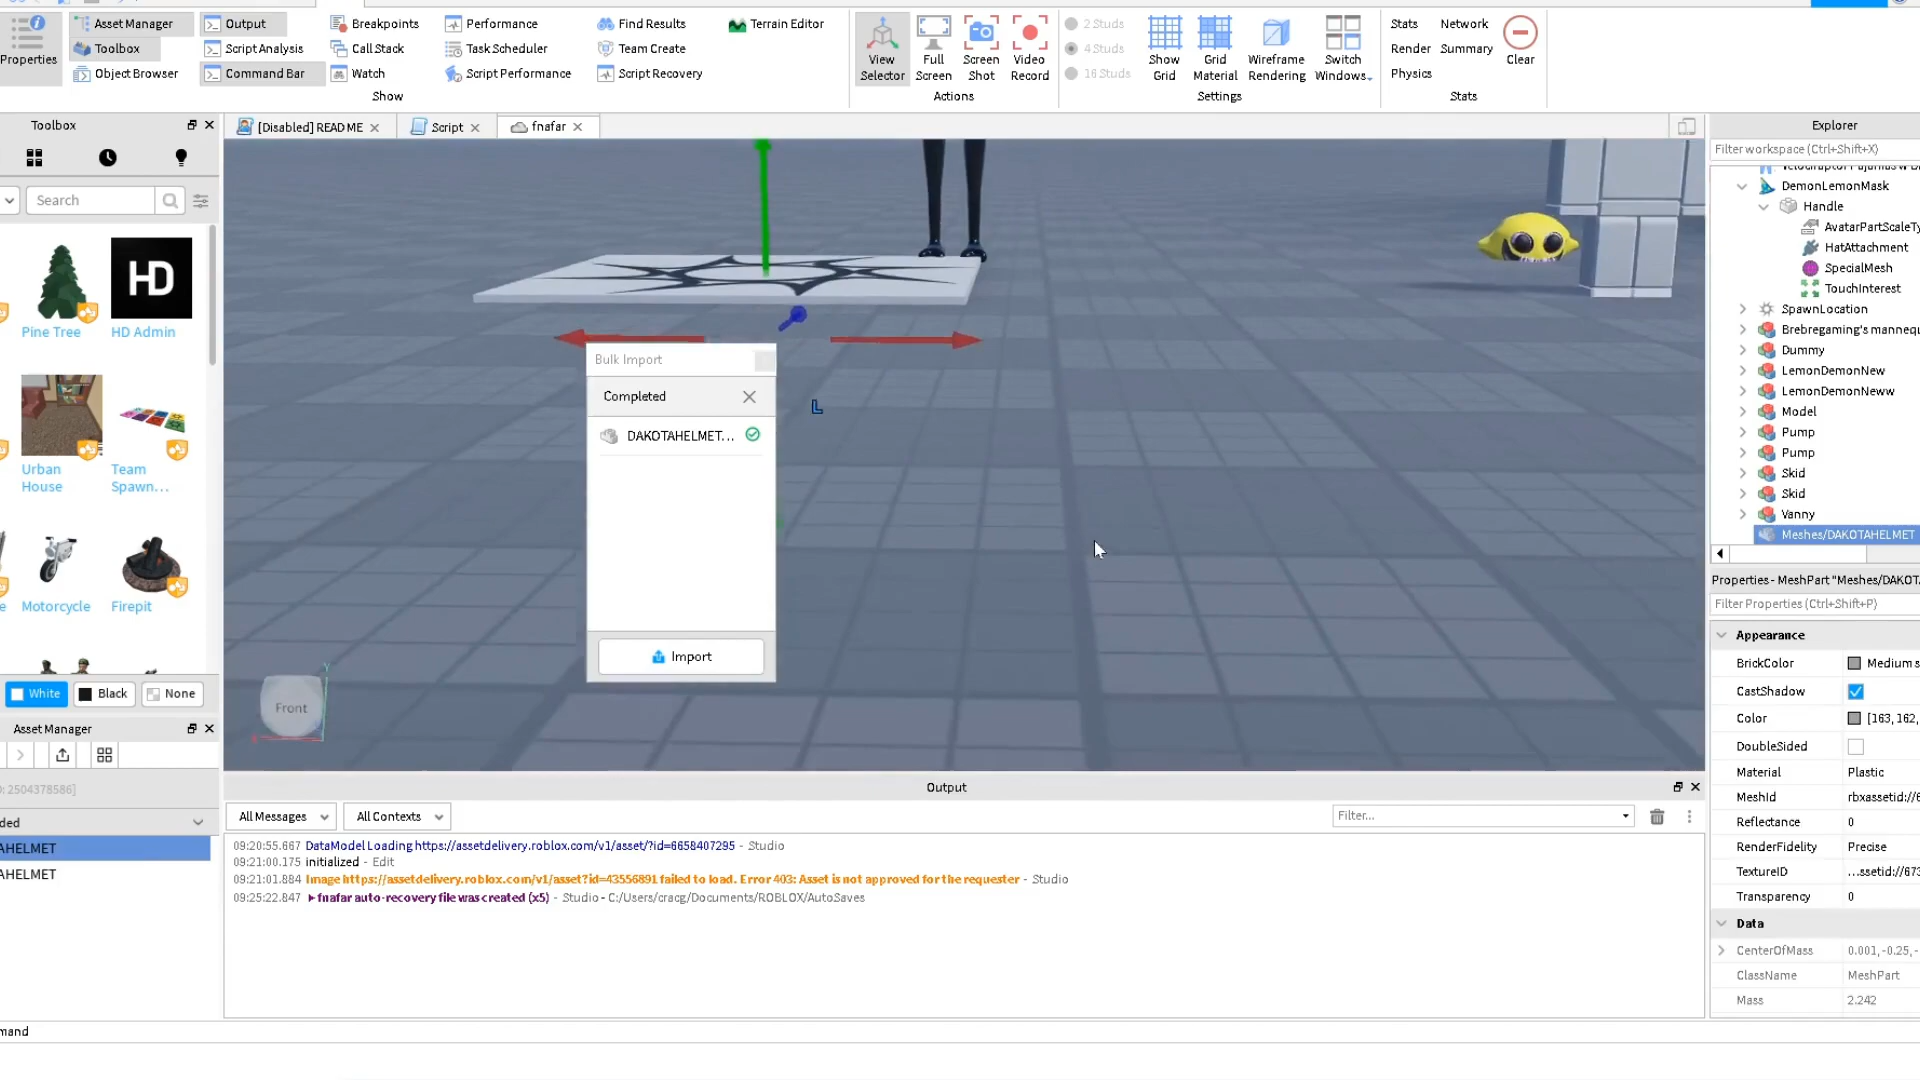 Properties
Asset Manager
Toolbox
Object Browser
Output
Script Analysis
Command Bar
Breakpoints
Call Stack
Watch
Performance
Task Scheduler
Script Performance
Find Results
Team Create
Script Recovery
Terrain Editor
Show
View
Selector
Full
Screen
Screen
Shot
Video
Record
Actions
2 Studs
4 Studs
16 Studs
Show
Grid
Grid
Material
Wireframe
Rendering
Switch
Windows
Settings
Stats
Render
Physics
Network
Summary
Clear
Stats
Toolbox
Search
Pine Tree
HD
HD Admin
Urban
House
Team
Spawn...
Motorcycle
Firepit
White
Black
None
Asset Manager
: 2504378586]
ded
AHELMET
AHELMET
mand
[Disabled] README
Script
fnafar
Bulk Import
Completed
DAKOTAHELMET...
Import
L
Front
Output
All Messages
All Contexts
Filter...
09:20:55.667 DataModel Loading https://assetdelivery.roblox.com/v1/asset/?id=6658407295 - Studio
09:21:00.175 initialized - Edit
09:21:01.884 Image https://assetdelivery.roblox.com/v1/asset?id=43556891 failed to load. Error 403: Asset is not approved for the requester - Studio
09:25:22.847 fnafar auto-recovery file was created (x5) - Studio - C:/Users/cracg/Documents/ROBLOX/AutoSaves
Explorer
Filter workspace (Ctrl+Shift+X)
DemonLemonMask
Handle
AvatarPartScaleTy
HatAttachment
SpecialMesh
TouchInterest
SpawnLocation
Brebregaming's mannequ
Dummy
LemonDemonNew
LemonDemonNeww
Model
Pump
Pump
Skid
Skid
Vanny
Meshes/DAKOTAHELMET
Properties - MeshPart "Meshes/DAKOT
Filter Properties (Ctrl+Shift+P)
Appearance
BrickColor Medium s
CastShadow
Color [163, 162,
DoubleSided
Material Plastic
MeshId rbxassetid://6
Reflectance 0
RenderFidelity Precise
TextureID ...ssetid://673
Transparency 0
Data
CenterOfMass 0.001, -0.25, -
ClassName MeshPart
Mass 2.242